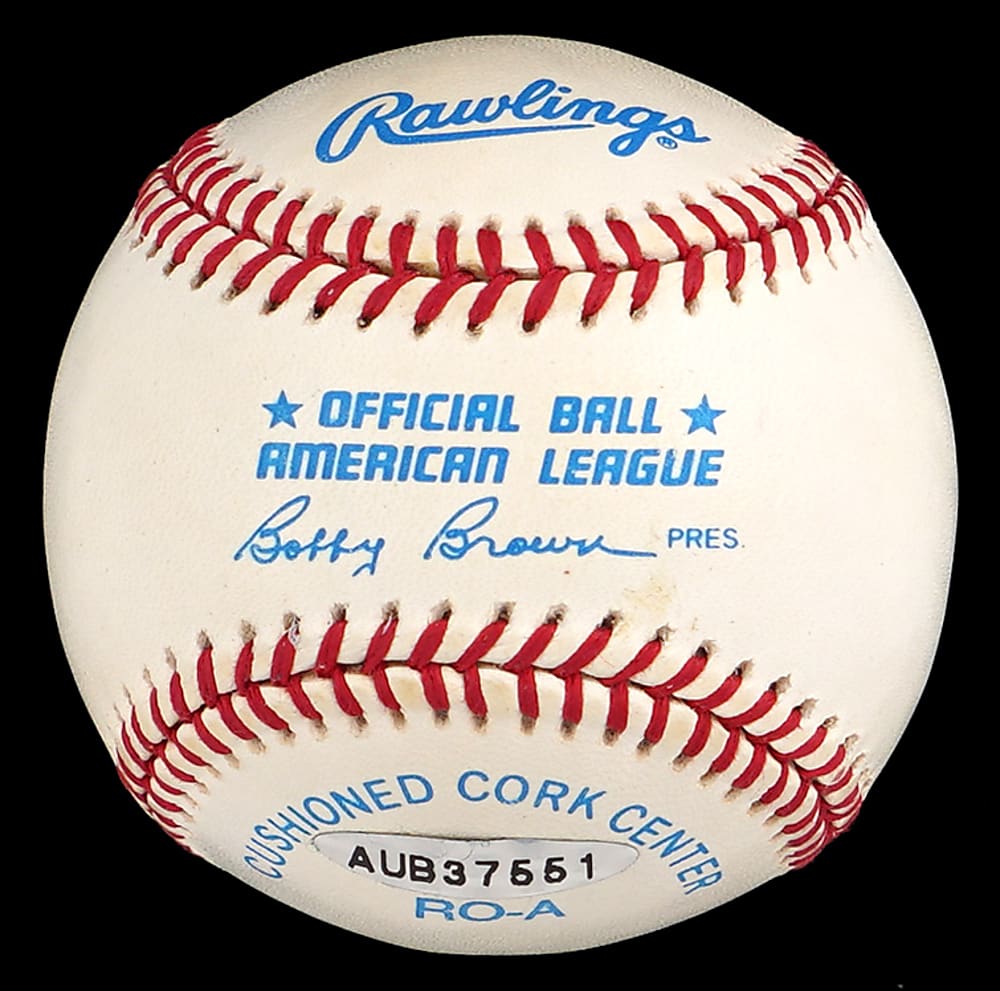 Rawlings®
★ OFFICIAL BALL ★
AMERICAN LEAGUE
Bobby Brown PRES.
CUSHIONED CORK CENTER
AUB37551
RO-A